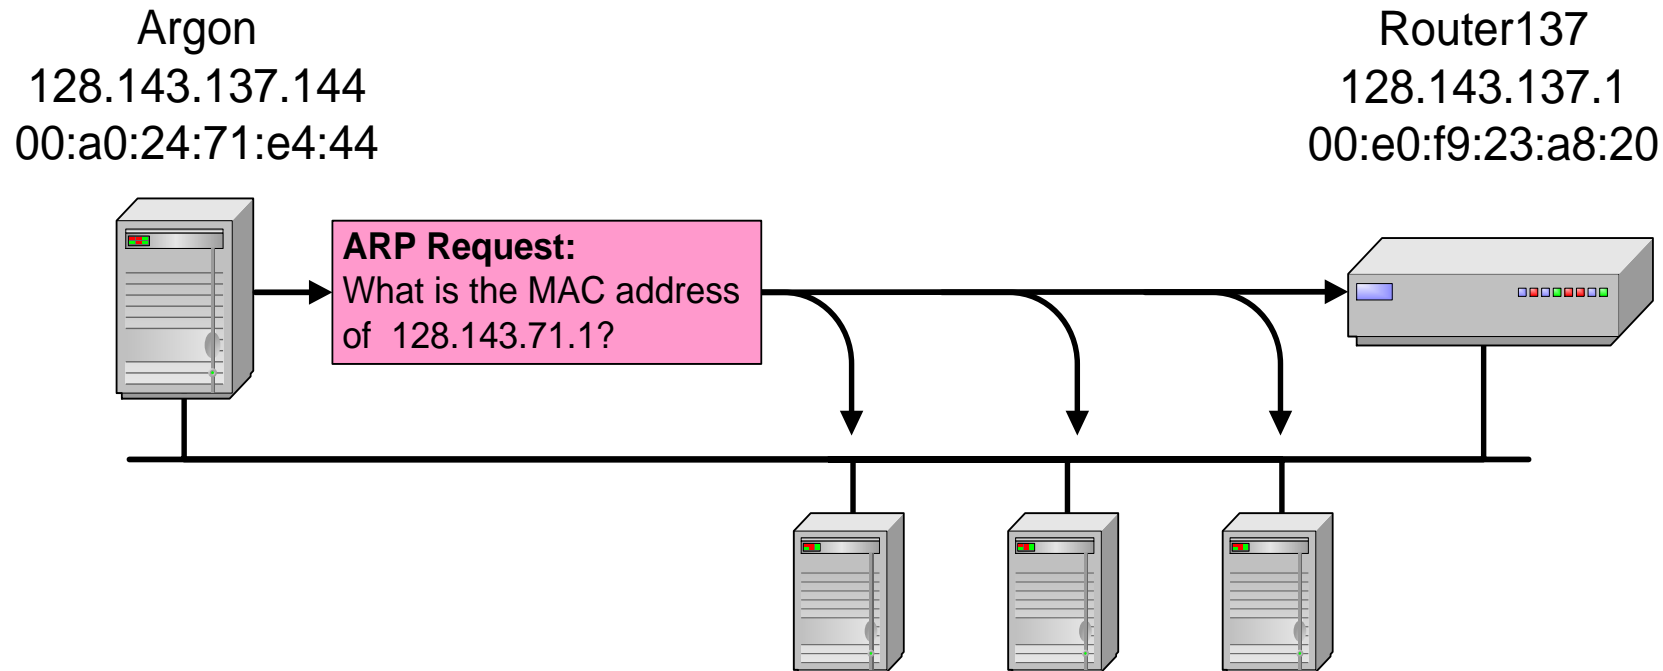 Argon
128.143.137.144
00:a0:24:71:e4:44
Router137
128.143.137.1
00:e0:f9:23:a8:20
ARP Request:
What is the MAC address
of 128.143.71.1?